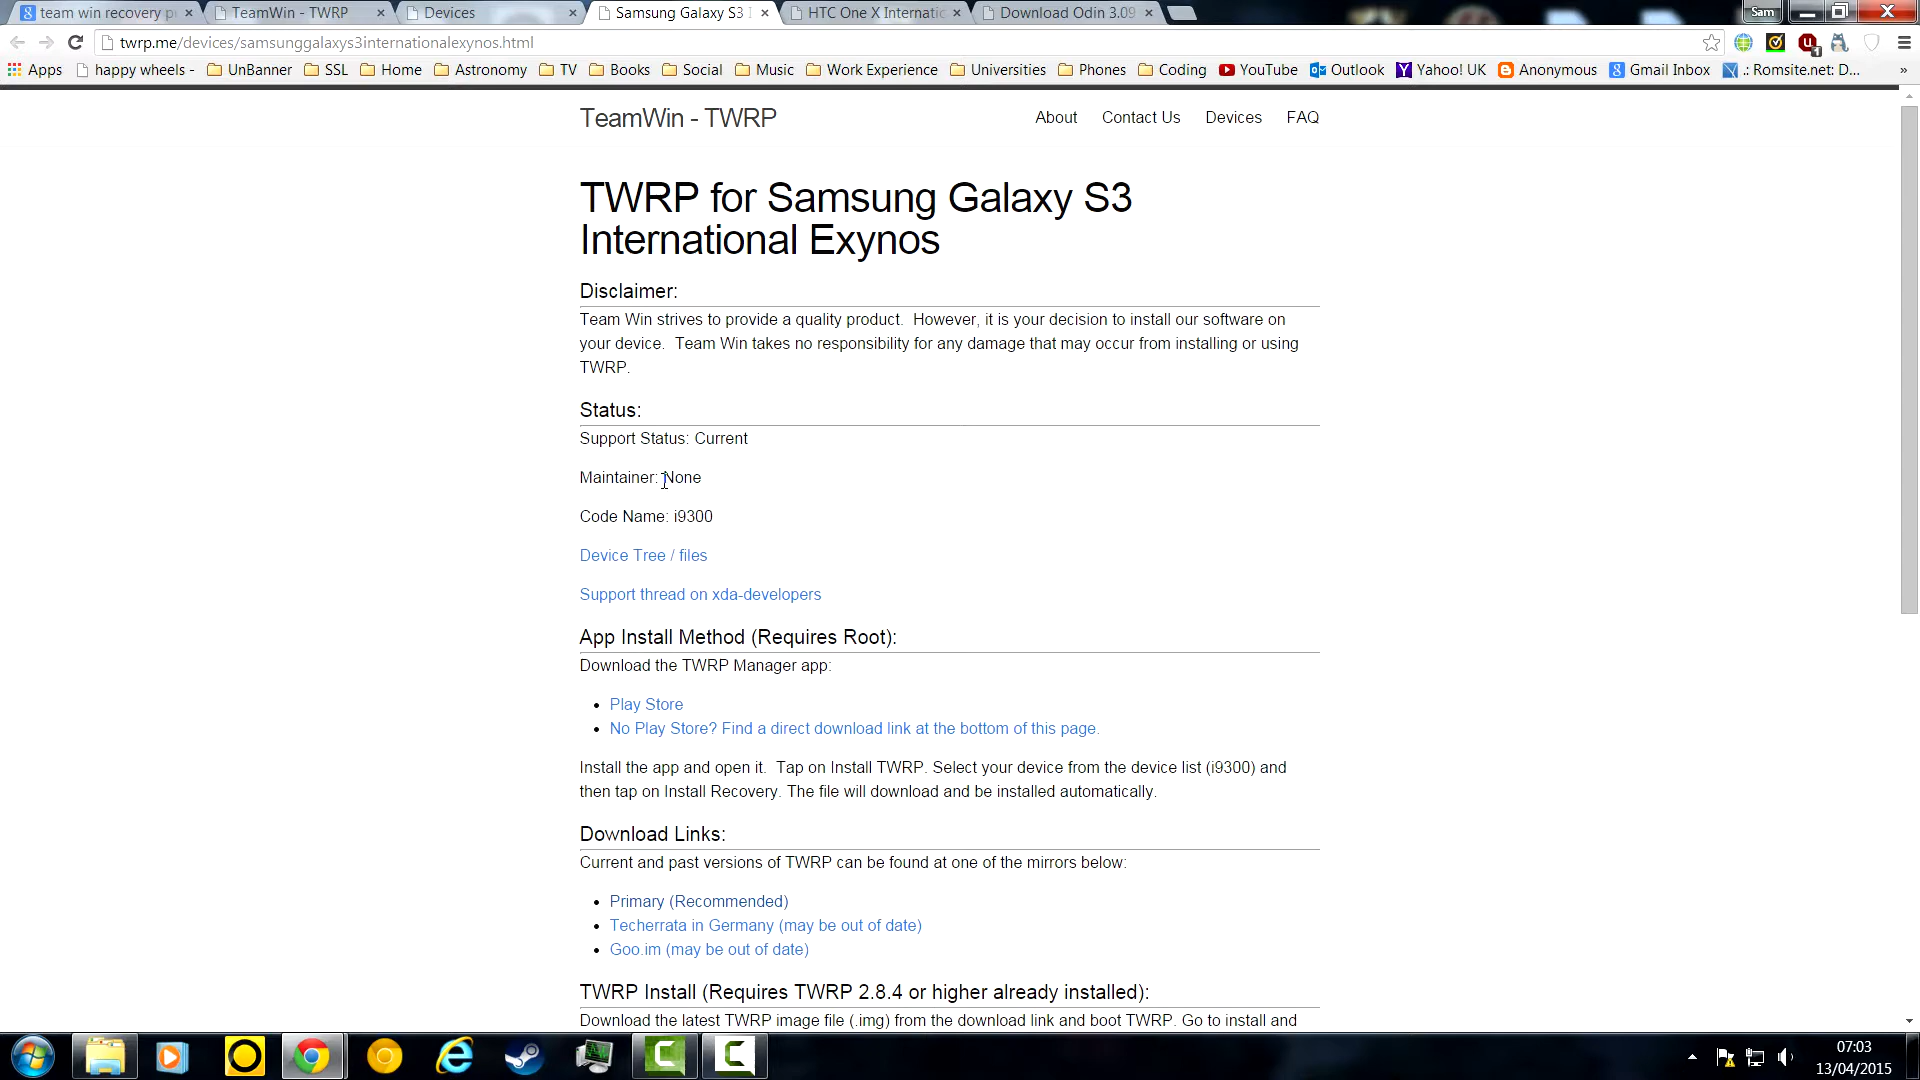 team win recovery p
TeamWin - TWRP
Devices
Samsung Galaxy S3 I
HTC One X Internatic
Download Odin 3.09
Sam
twrp.me/devices/samsunggalaxys3internationalexynos.html
Apps happy wheels - UnBanner SSL Home Astronomy TV Books Social Music Work Experience Universities Phones Coding YouTube Outlook Yahoo! UK Anonymous Gmail Inbox .: Romsite.net: D... »
TeamWin - TWRP
About Contact Us Devices FAQ
TWRP for Samsung Galaxy S3
International Exynos
Disclaimer:
Team Win strives to provide a quality product. However, it is your decision to install our software on
your device. Team Win takes no responsibility for any damage that may occur from installing or using
TWRP.
Status:
Support Status: Current
Maintainer: None
Code Name: i9300
Device Tree / files
Support thread on xda-developers
App Install Method (Requires Root):
Download the TWRP Manager app:
• Play Store
• No Play Store? Find a direct download link at the bottom of this page.
Install the app and open it. Tap on Install TWRP. Select your device from the device list (i9300) and
then tap on Install Recovery. The file will download and be installed automatically.
Download Links:
Current and past versions of TWRP can be found at one of the mirrors below:
• Primary (Recommended)
• Techerrata in Germany (may be out of date)
• Goo.im (may be out of date)
TWRP Install (Requires TWRP 2.8.4 or higher already installed):
Download the latest TWRP image file (.img) from the download link and boot TWRP. Go to install and
07:03
13/04/2015